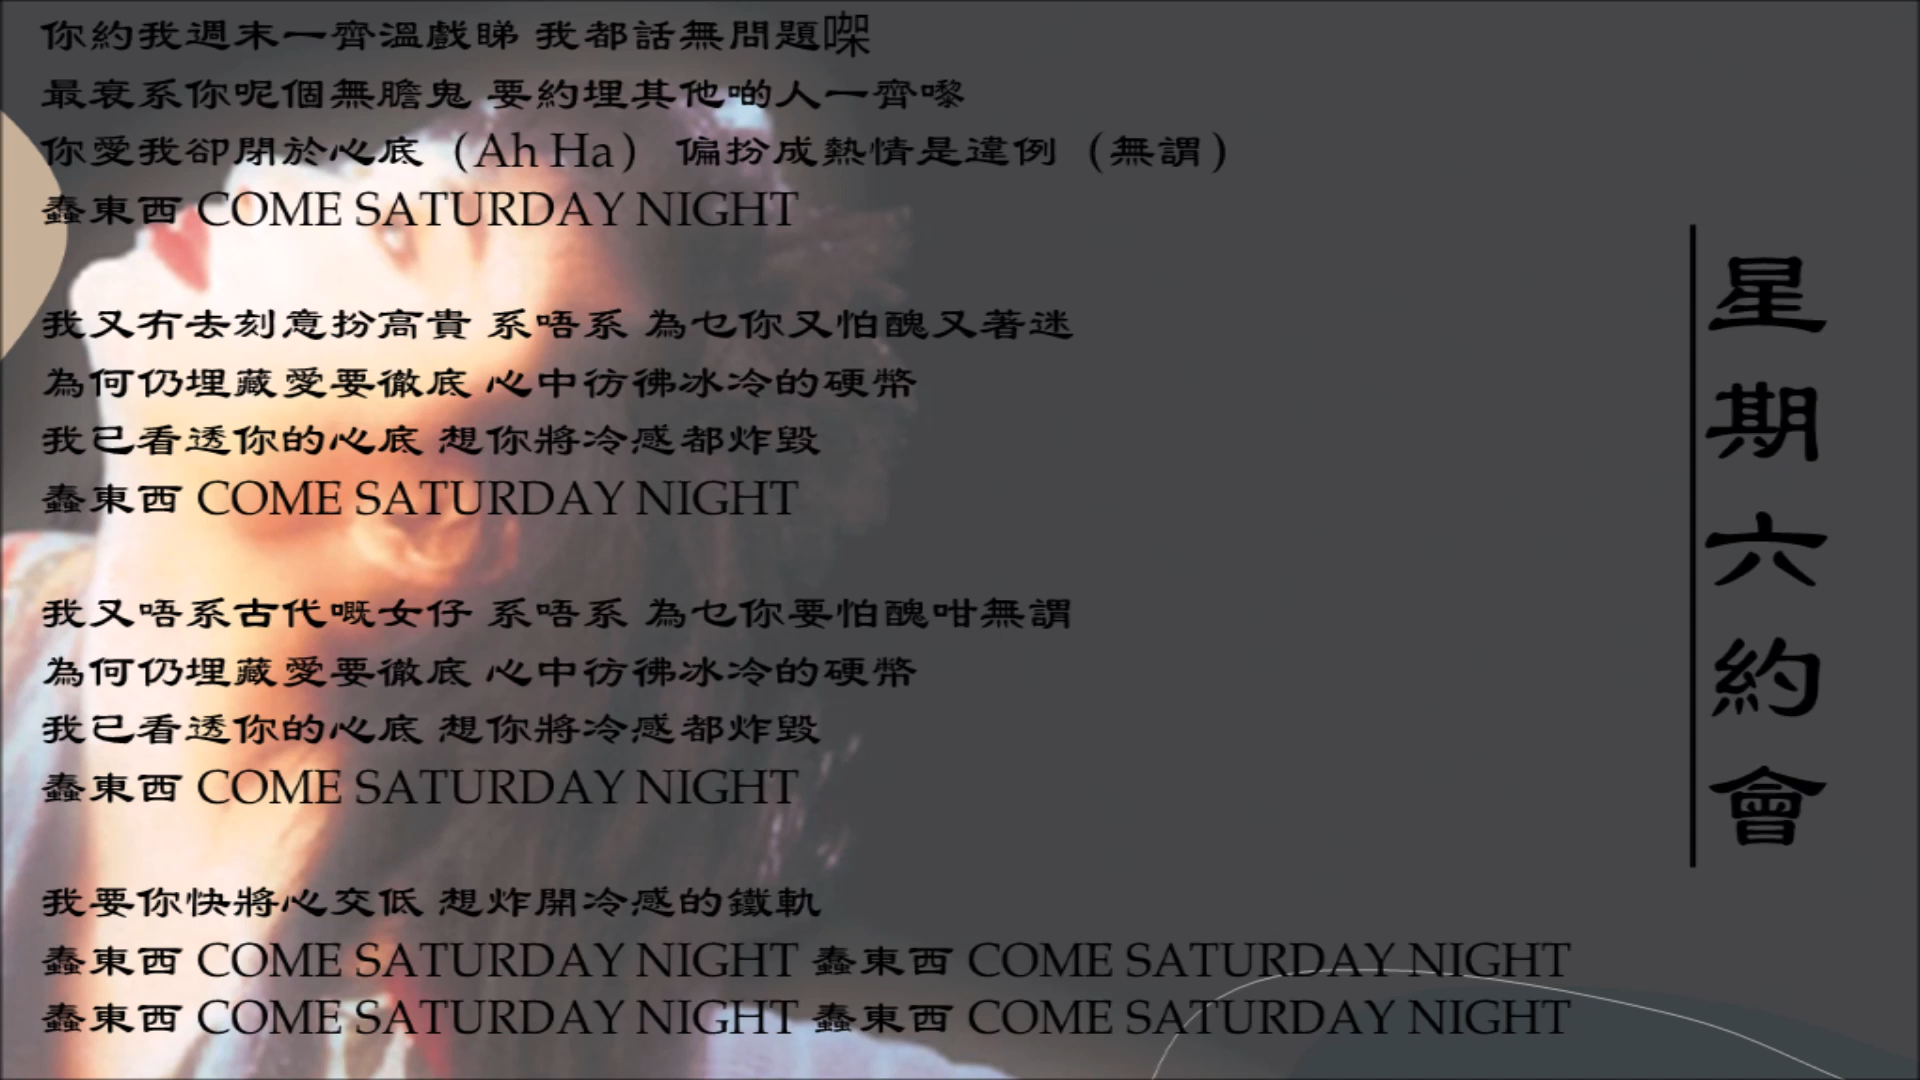 你約我週末一齊溫戲睇 我都話無問題㗎
最衰系你呢個無膽鬼 要約埋其他啲人一齊嚟
你愛我卻閉於心底（Ah Ha） 偏扮成熱情是違例（無謂）
蠢東西 COME SATURDAY NIGHT
我又冇去刻意扮高貴 系唔系 為乜你又怕醜又著迷
為何仍埋藏愛要徹底 心中彷彿冰冷的硬幣
我已看透你的心底 想你將冷感都炸毀
蠢東西 COME SATURDAY NIGHT
我又唔系古代嘅女仔 系唔系 為乜你要怕醜咁無謂
為何仍埋藏愛要徹底 心中彷彿冰冷的硬幣
我已看透你的心底 想你將冷感都炸毀
蠢東西 COME SATURDAY NIGHT
我要你快將心交低 想炸開冷感的鐵軌
蠢東西 COME SATURDAY NIGHT 蠢東西 COME SATURDAY NIGHT
蠢東西 COME SATURDAY NIGHT 蠢東西 COME SATURDAY NIGHT
星期六約會